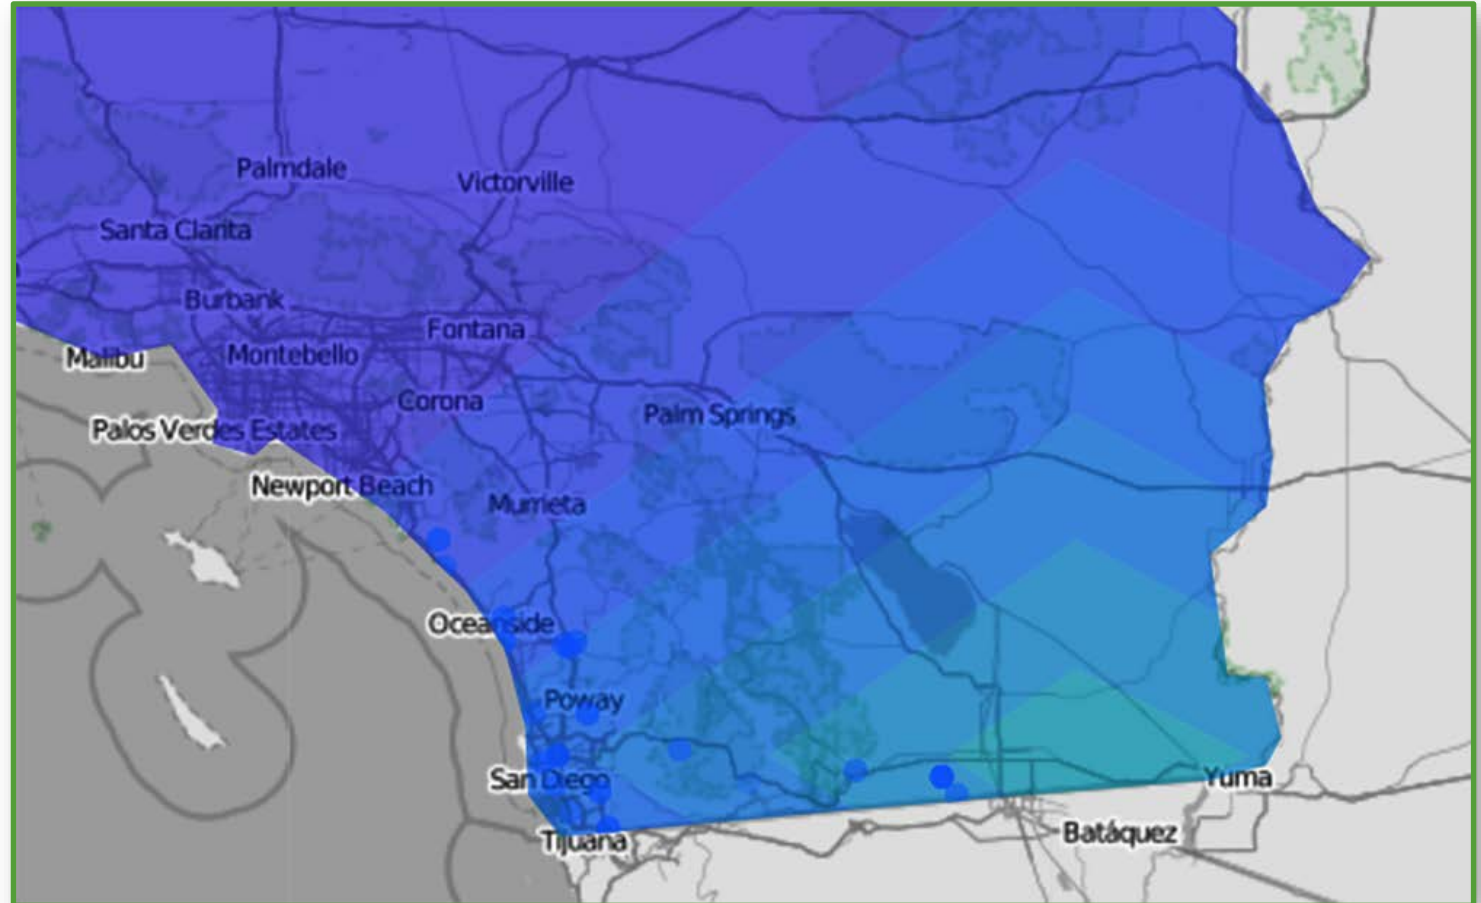 Palmdale
Victorville
Santa Clarita
Burbank
Fontana
Montebello
Malibu
Corona
Palm Springs
Palos Verdes Estates
Newport Beach
Murrieta
Oceanside
Poway
San Diego
Yuma
Tijuana
Batáquez